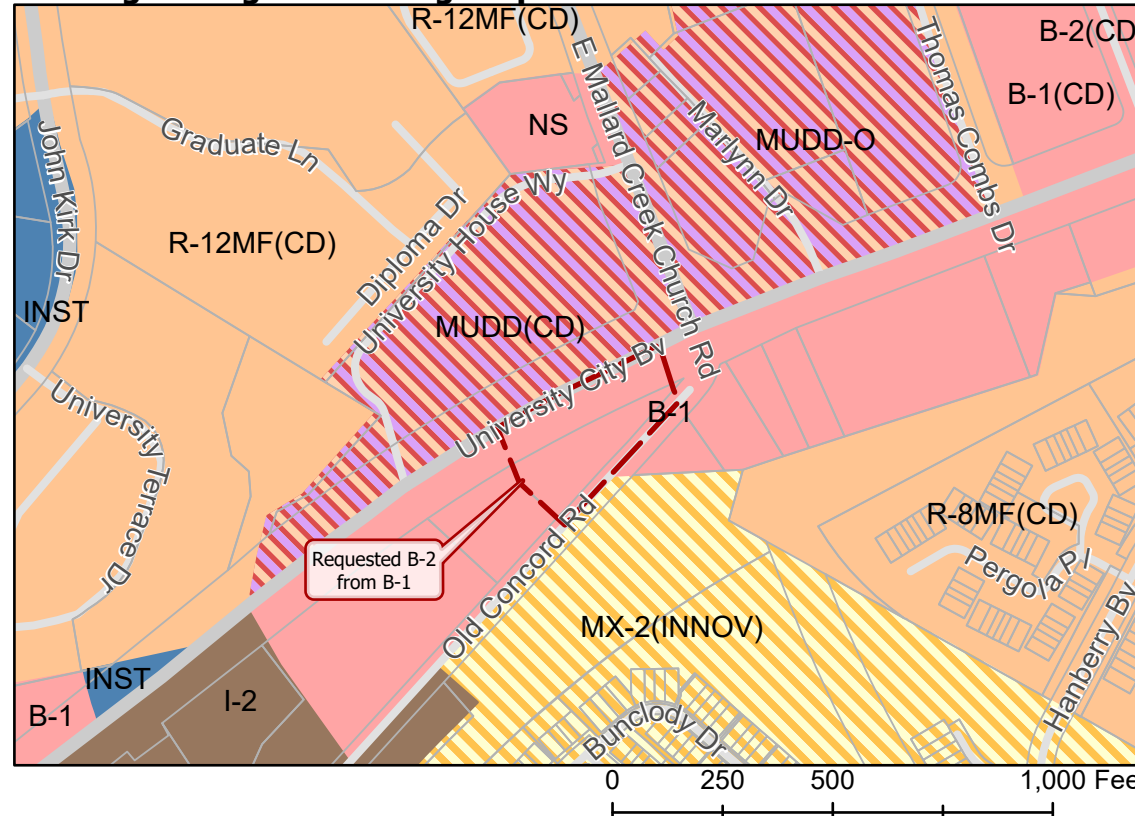 R-12MF(CD)
B-2(CD
B-1(CD)
NS
MUDD-O
E Mallard Creek Church Rd
Marlynn Dr
Thomas Combs Dr
John Kirk Dr
Graduate Ln
Diploma Dr
University House Wy
R-12MF(CD)
INST
MUDD(CD)
University City Bv
B-1
University Terrace Dr
Requested B-2
from B-1
Old Concord Rd
R-8MF(CD)
Pergola Pl
Hanberry Bv
MX-2(INNOV)
INST
I-2
B-1
Bunclody Dr
0 250 500 1,000 Fee